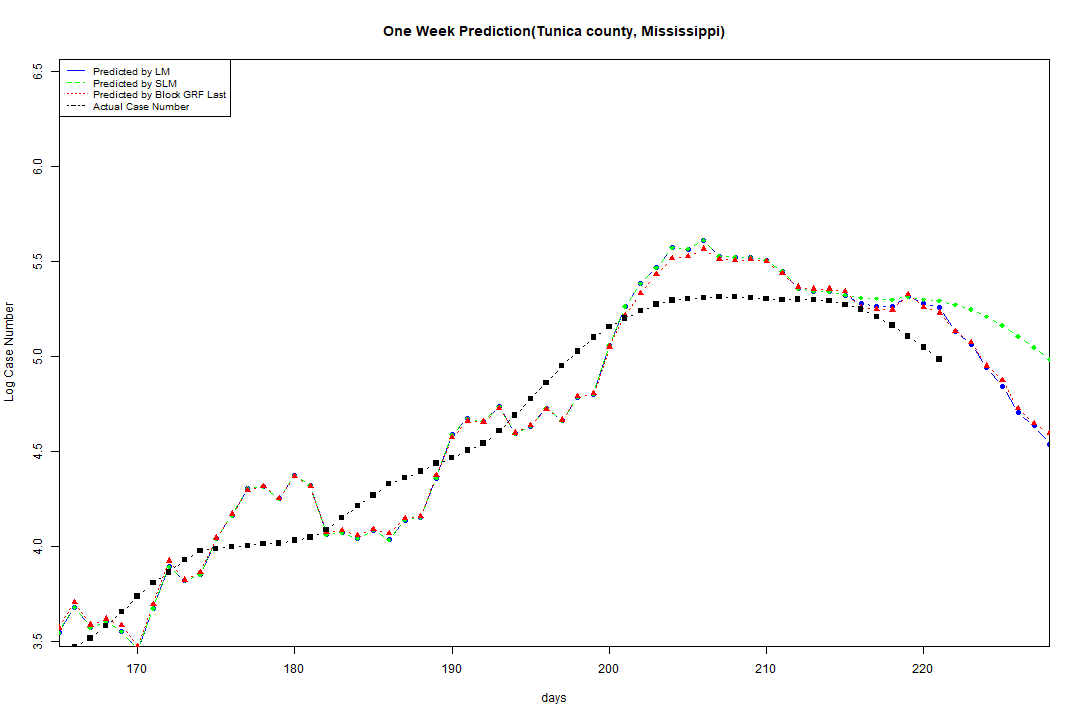 One Week Prediction(Tunica county, Mississippi)
Predicted by LM
Predicted by SLM
Predicted by Block GRF Last
Actual Case Number
6.5
6.0
5.5
5.0
4.5
4.0
3.5
Log Case Number
170 180 190 200 210 220
days